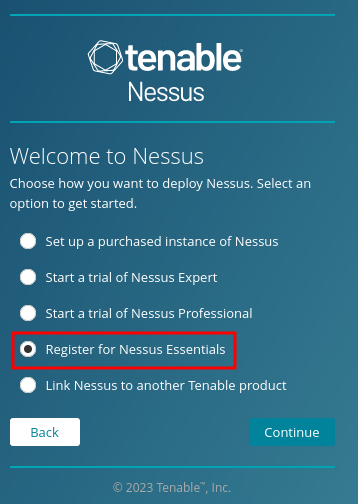 tenable®
Nessus
Welcome to Nessus
Choose how you want to deploy Nessus. Select an
option to get started.
Set up a purchased instance of Nessus
Start a trial of Nessus Expert
Start a trial of Nessus Professional
Register for Nessus Essentials
Link Nessus to another Tenable product
Back Continue
© 2023 Tenable™, Inc.